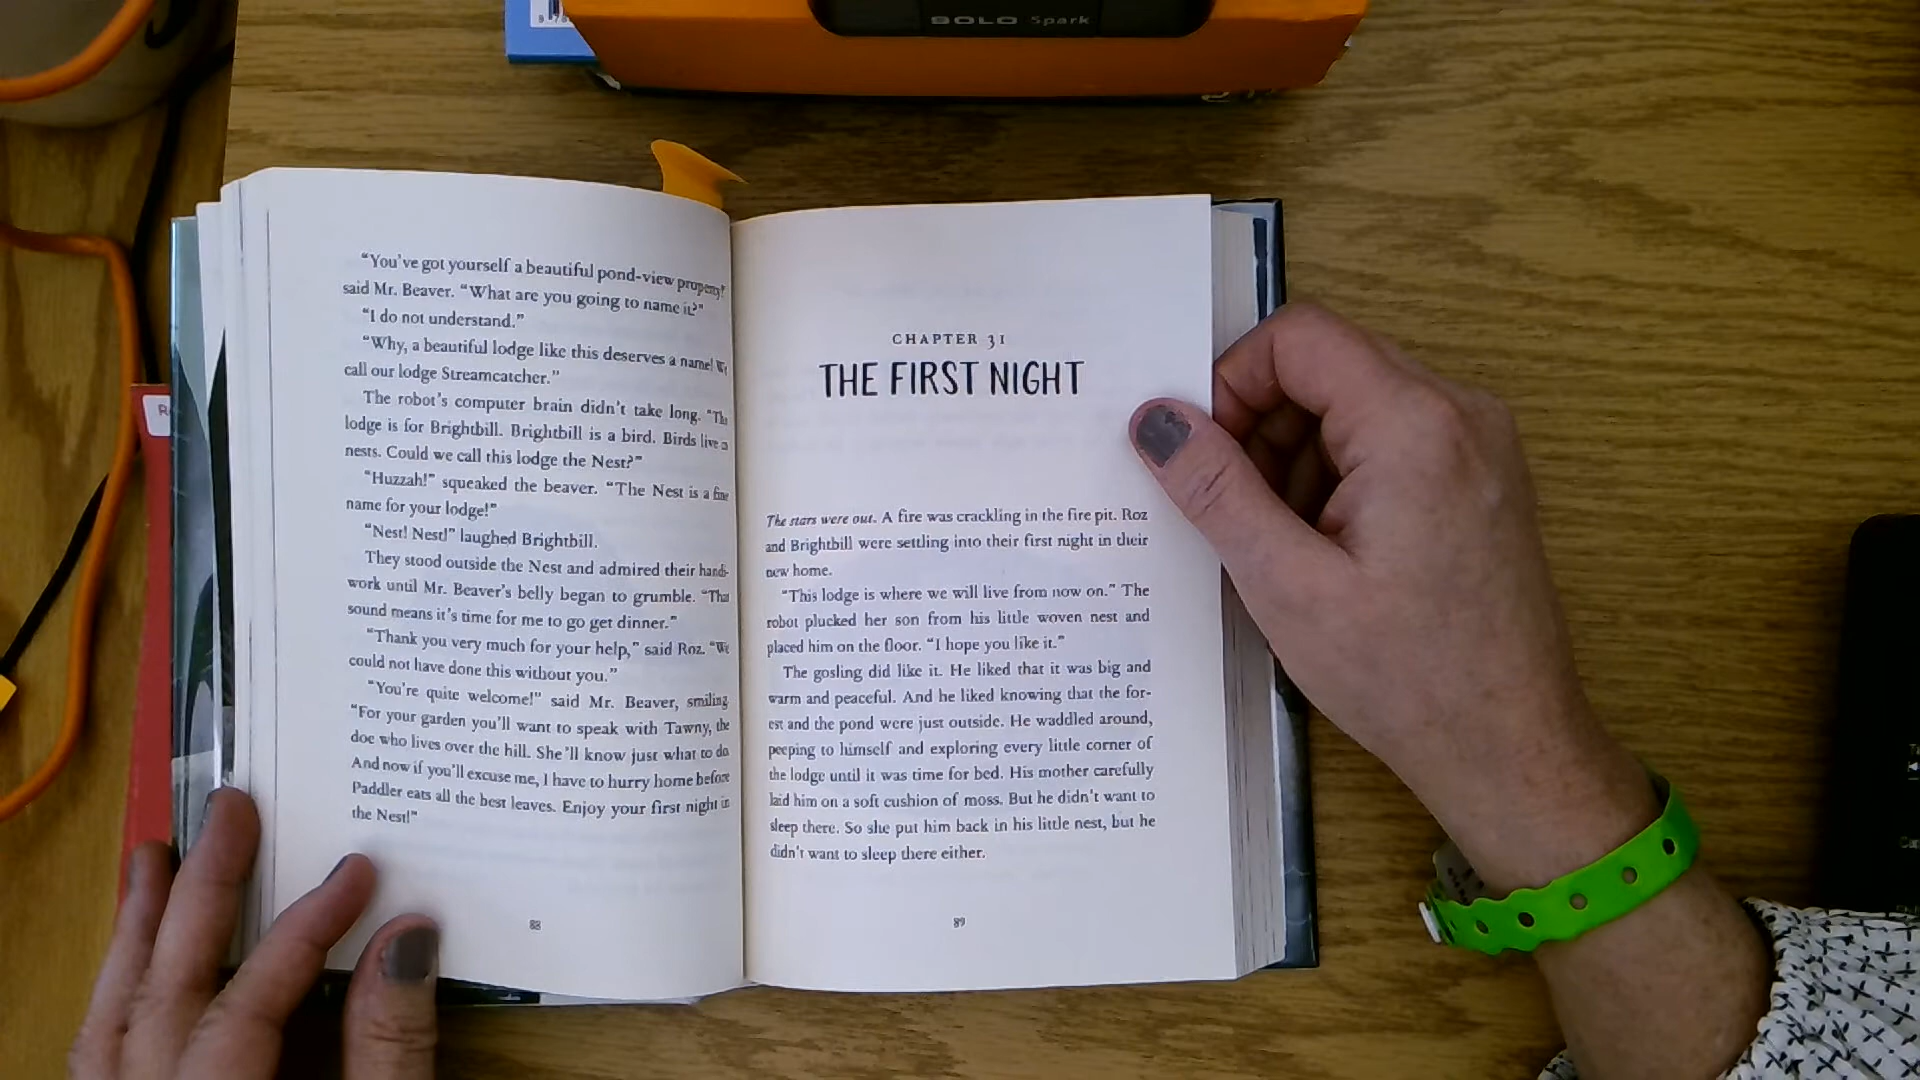 SOLO Spark
"You've got yourself a beautiful pond-view property!"
said Mr. Beaver. "What are you going to name it?"
"I do not understand."
"Why, a beautiful lodge like this deserves a name! We
call our lodge Streamcatcher."
The robot's computer brain didn't take long. "This
lodge is for Brightbill. Brightbill is a bird. Birds live in
nests. Could we call this lodge the Nest?"
"Huzzah!" squeaked the beaver. "The Nest is a fine
name for your lodge!"
"Nest! Nest!" laughed Brightbill.
They stood outside the Nest and admired their handi-
work until Mr. Beaver's belly began to grumble. "That
sound means it's time for me to go get dinner."
"Thank you very much for your help," said Roz. "We
could not have done this without you."
"You're quite welcome!" said Mr. Beaver, smiling.
"For your garden you'll want to speak with Tawny, the
doe who lives over the hill. She'll know just what to do.
And now if you'll excuse me, I have to hurry home before
Paddler eats all the best leaves. Enjoy your first night in
the Nest!"
88
CHAPTER 31
THE FIRST NIGHT
The stars were out. A fire was crackling in the fire pit. Roz
and Brightbill were settling into their first night in their
new home.
"This lodge is where we will live from now on." The
robot plucked her son from his little woven nest and
placed him on the floor. "I hope you like it."
The gosling did like it. He liked that it was big and
warm and peaceful. And he liked knowing that the for-
est and the pond were just outside. He waddled around,
peeping to himself and exploring every little corner of
the lodge until it was time for bed. His mother carefully
laid him on a soft cushion of moss. But he didn't want to
sleep there. So she put him back in his little nest, but he
didn't want to sleep there either.
89